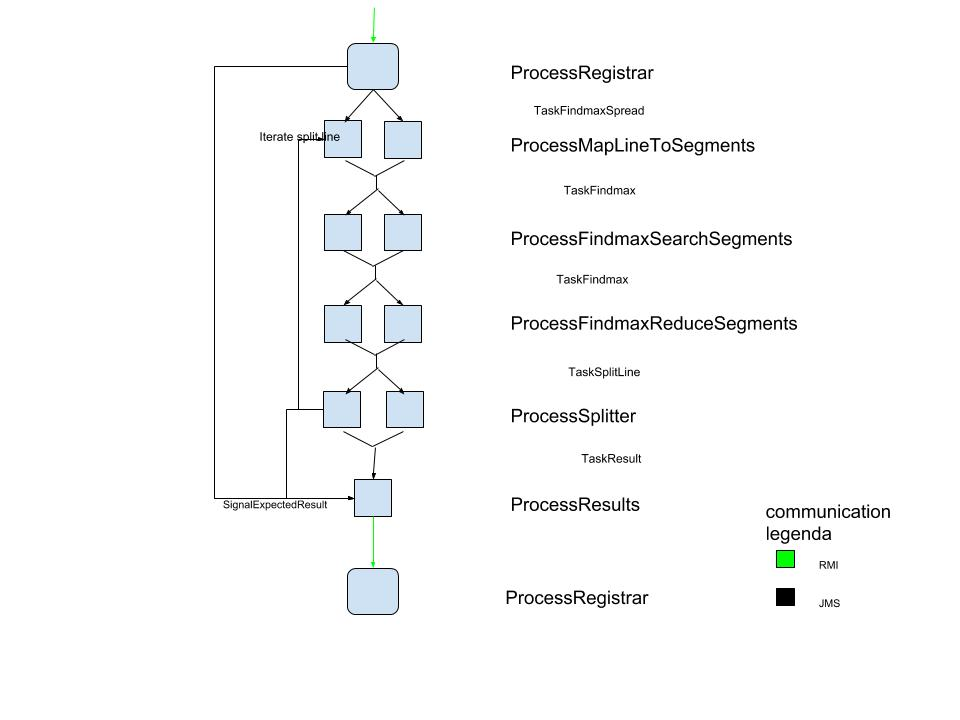 ProcessRegistrar
TaskFindmaxSpread
Iterate split line
ProcessMapLineToSegments
TaskFindmax
ProcessFindmaxSearchSegments
TaskFindmax
ProcessFindmaxReduceSegments
TaskSplitLine
ProcessSplitter
TaskResult
SignalExpectedResult
ProcessResults
communication
legenda
RMI
ProcessRegistrar
JMS